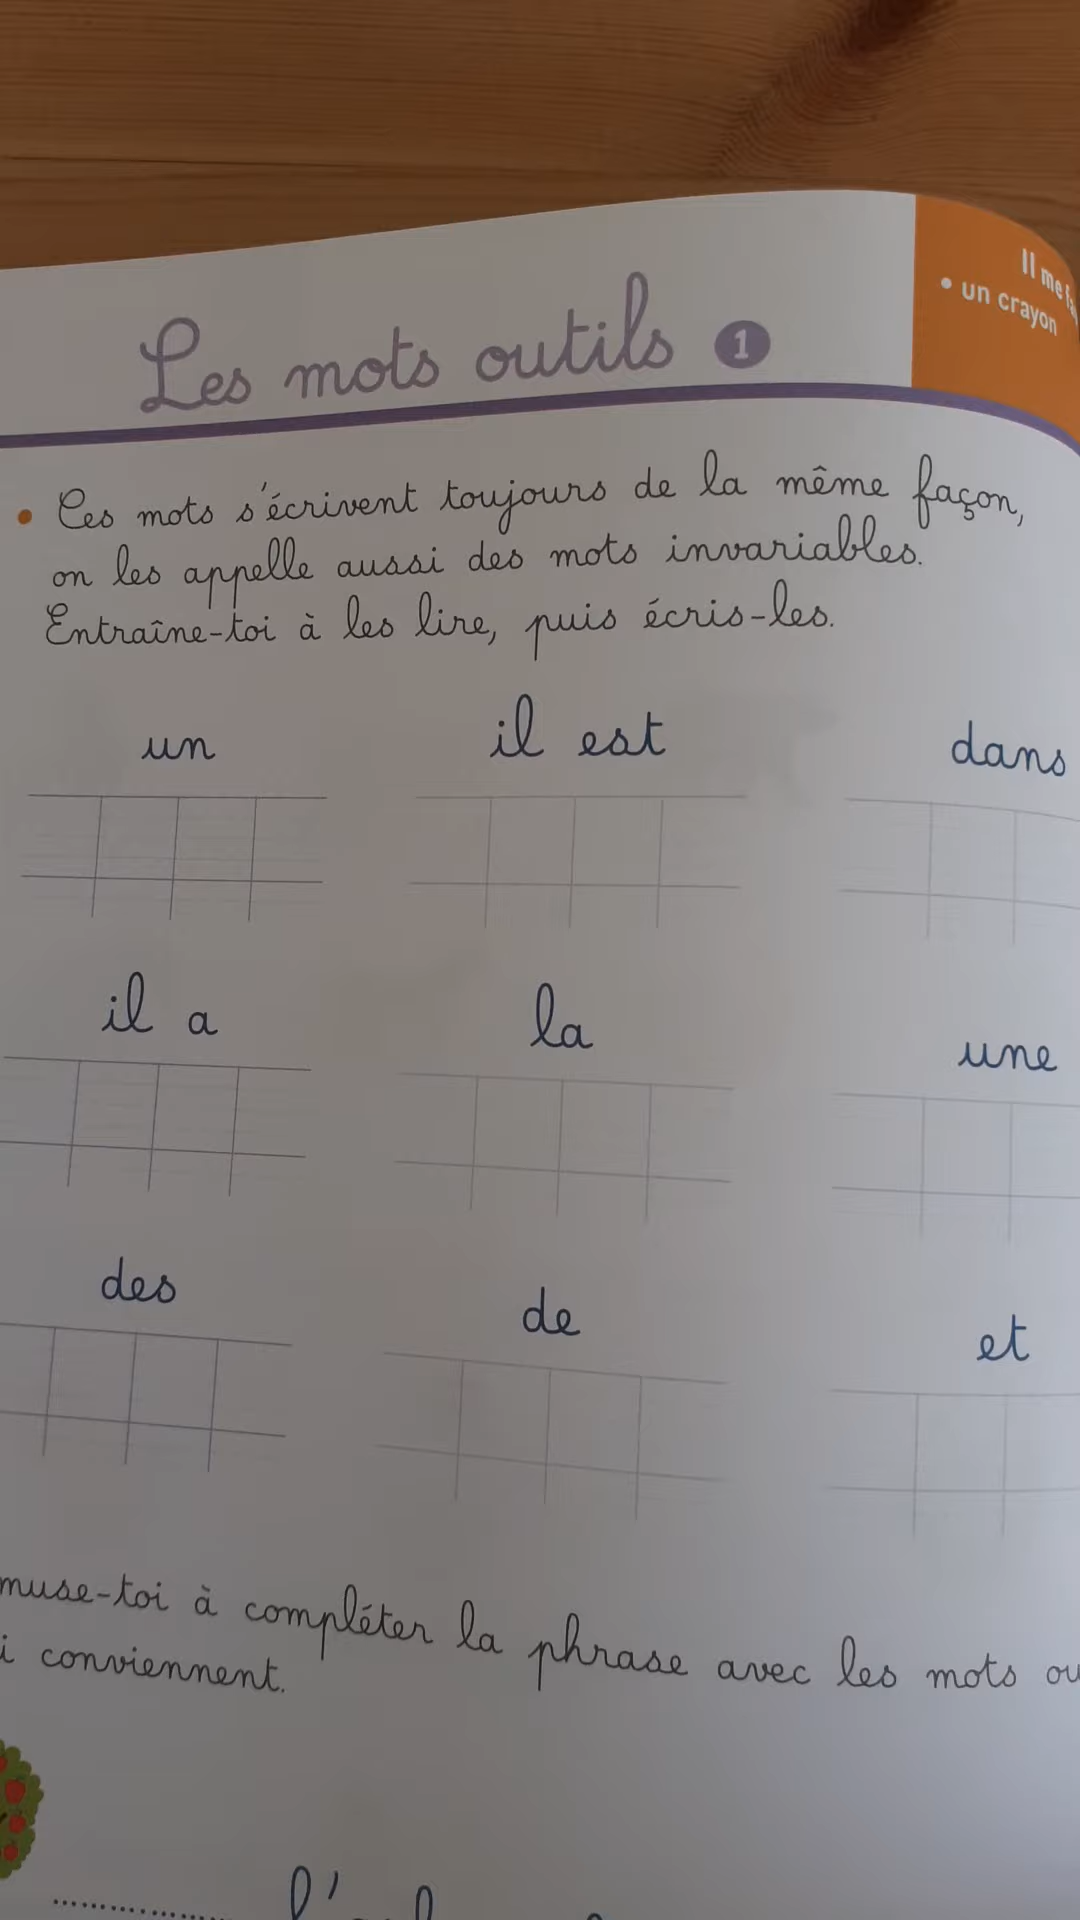 Il me
• un crayon
Les mots outils 1
• Ces mots s'écrivent toujours de la même façon,
on les appelle aussi des mots invariables.
Entraîne-toi à les lire, puis écris-les.
un il est dans
il a la une
des de et
muse-toi à compléter la phrase avec les mots ou
i conviennent.